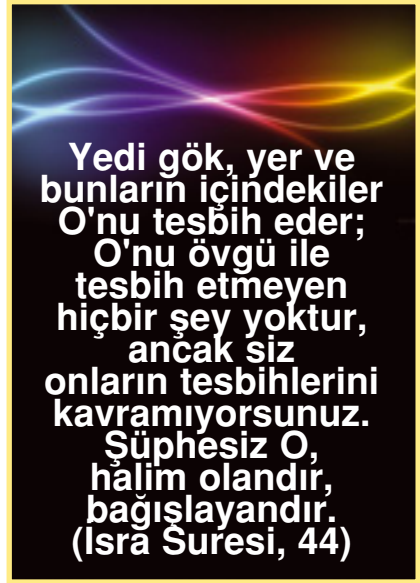 Yedi gök, yer ve
bunların içindekiler
O'nu tesbih eder;
O'nu övgü ile
tesbih etmeyen
hiçbir şey yoktur,
ancak siz
onların tesbihlerini
kavramıyorsunuz.
Şüphesiz O,
halim olandır,
bağışlayandır.
(İsra Suresi, 44)